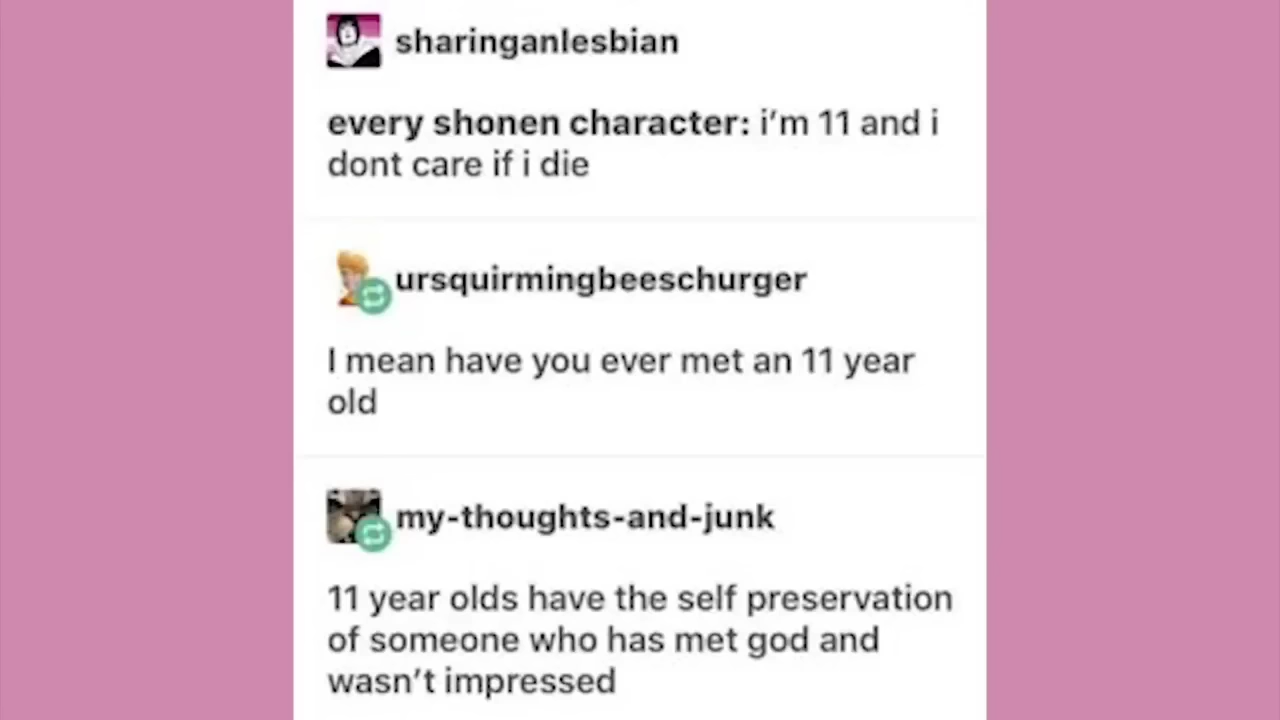 sharinganlesbian
every shonen character: i'm 11 and i
dont care if i die
ursquirmingbeeschurger
I mean have you ever met an 11 year
old
my-thoughts-and-junk
11 year olds have the self preservation
of someone who has met god and
wasn't impressed